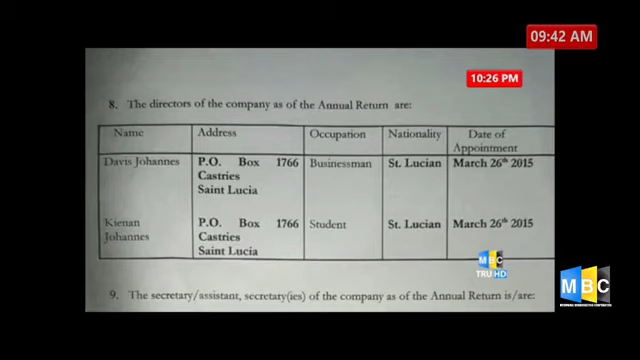 09:42 AM
10:26 PM
8. The directors of the company as of the Annual Return are:
Name Address Occupation Nationality Date of
Appointment
Davis Johannes P.O. Box 1766 Businessman St. Lucian March 26th 2015
Castries
Saint Lucia
Kienan P.O. Box 1766 Student St. Lucian March 26th 2015
Johannes Castries
Saint Lucia
MBC
TRU HD
MBC
9. The secretary/assistant, secretary(ies) of the company as of the Annual Return is/are: